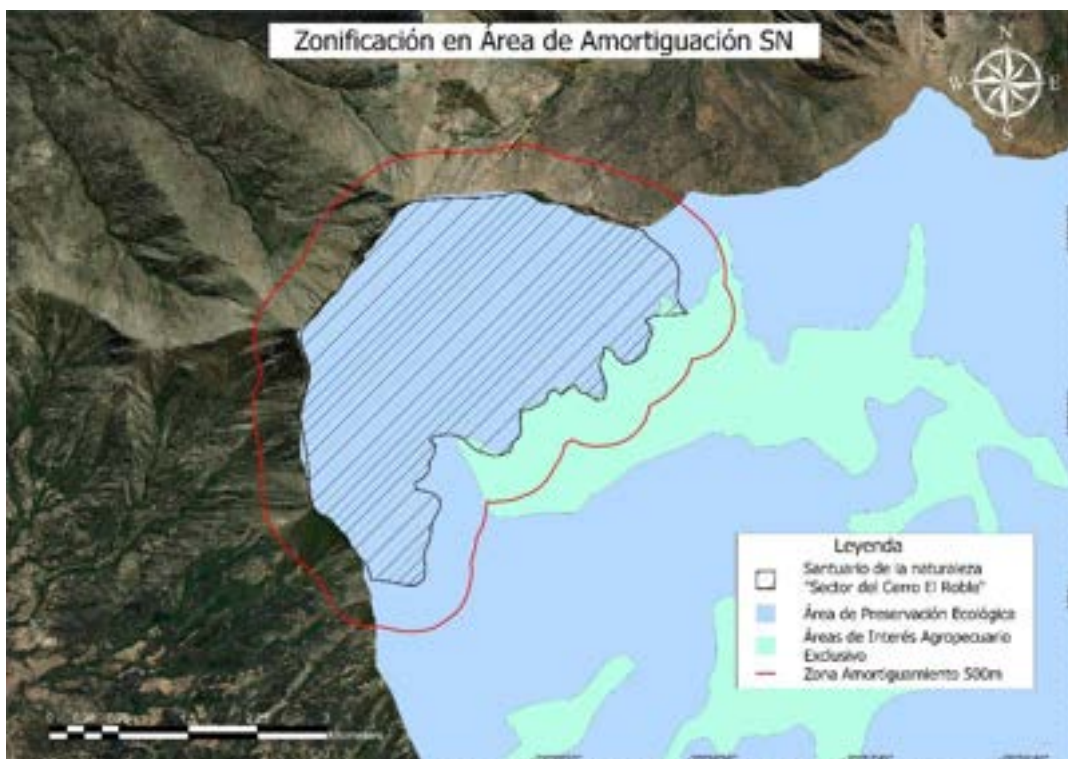 Zonificación en Área de Amortiguación SN
N
W
E
S
Leyenda
Santuario de la naturaleza
"Sector del Cerro El Roble"
Área de Preservación Ecológica
Áreas de Interés Agropecuario
Exclusivo
Zona Amortiguamiento 500m